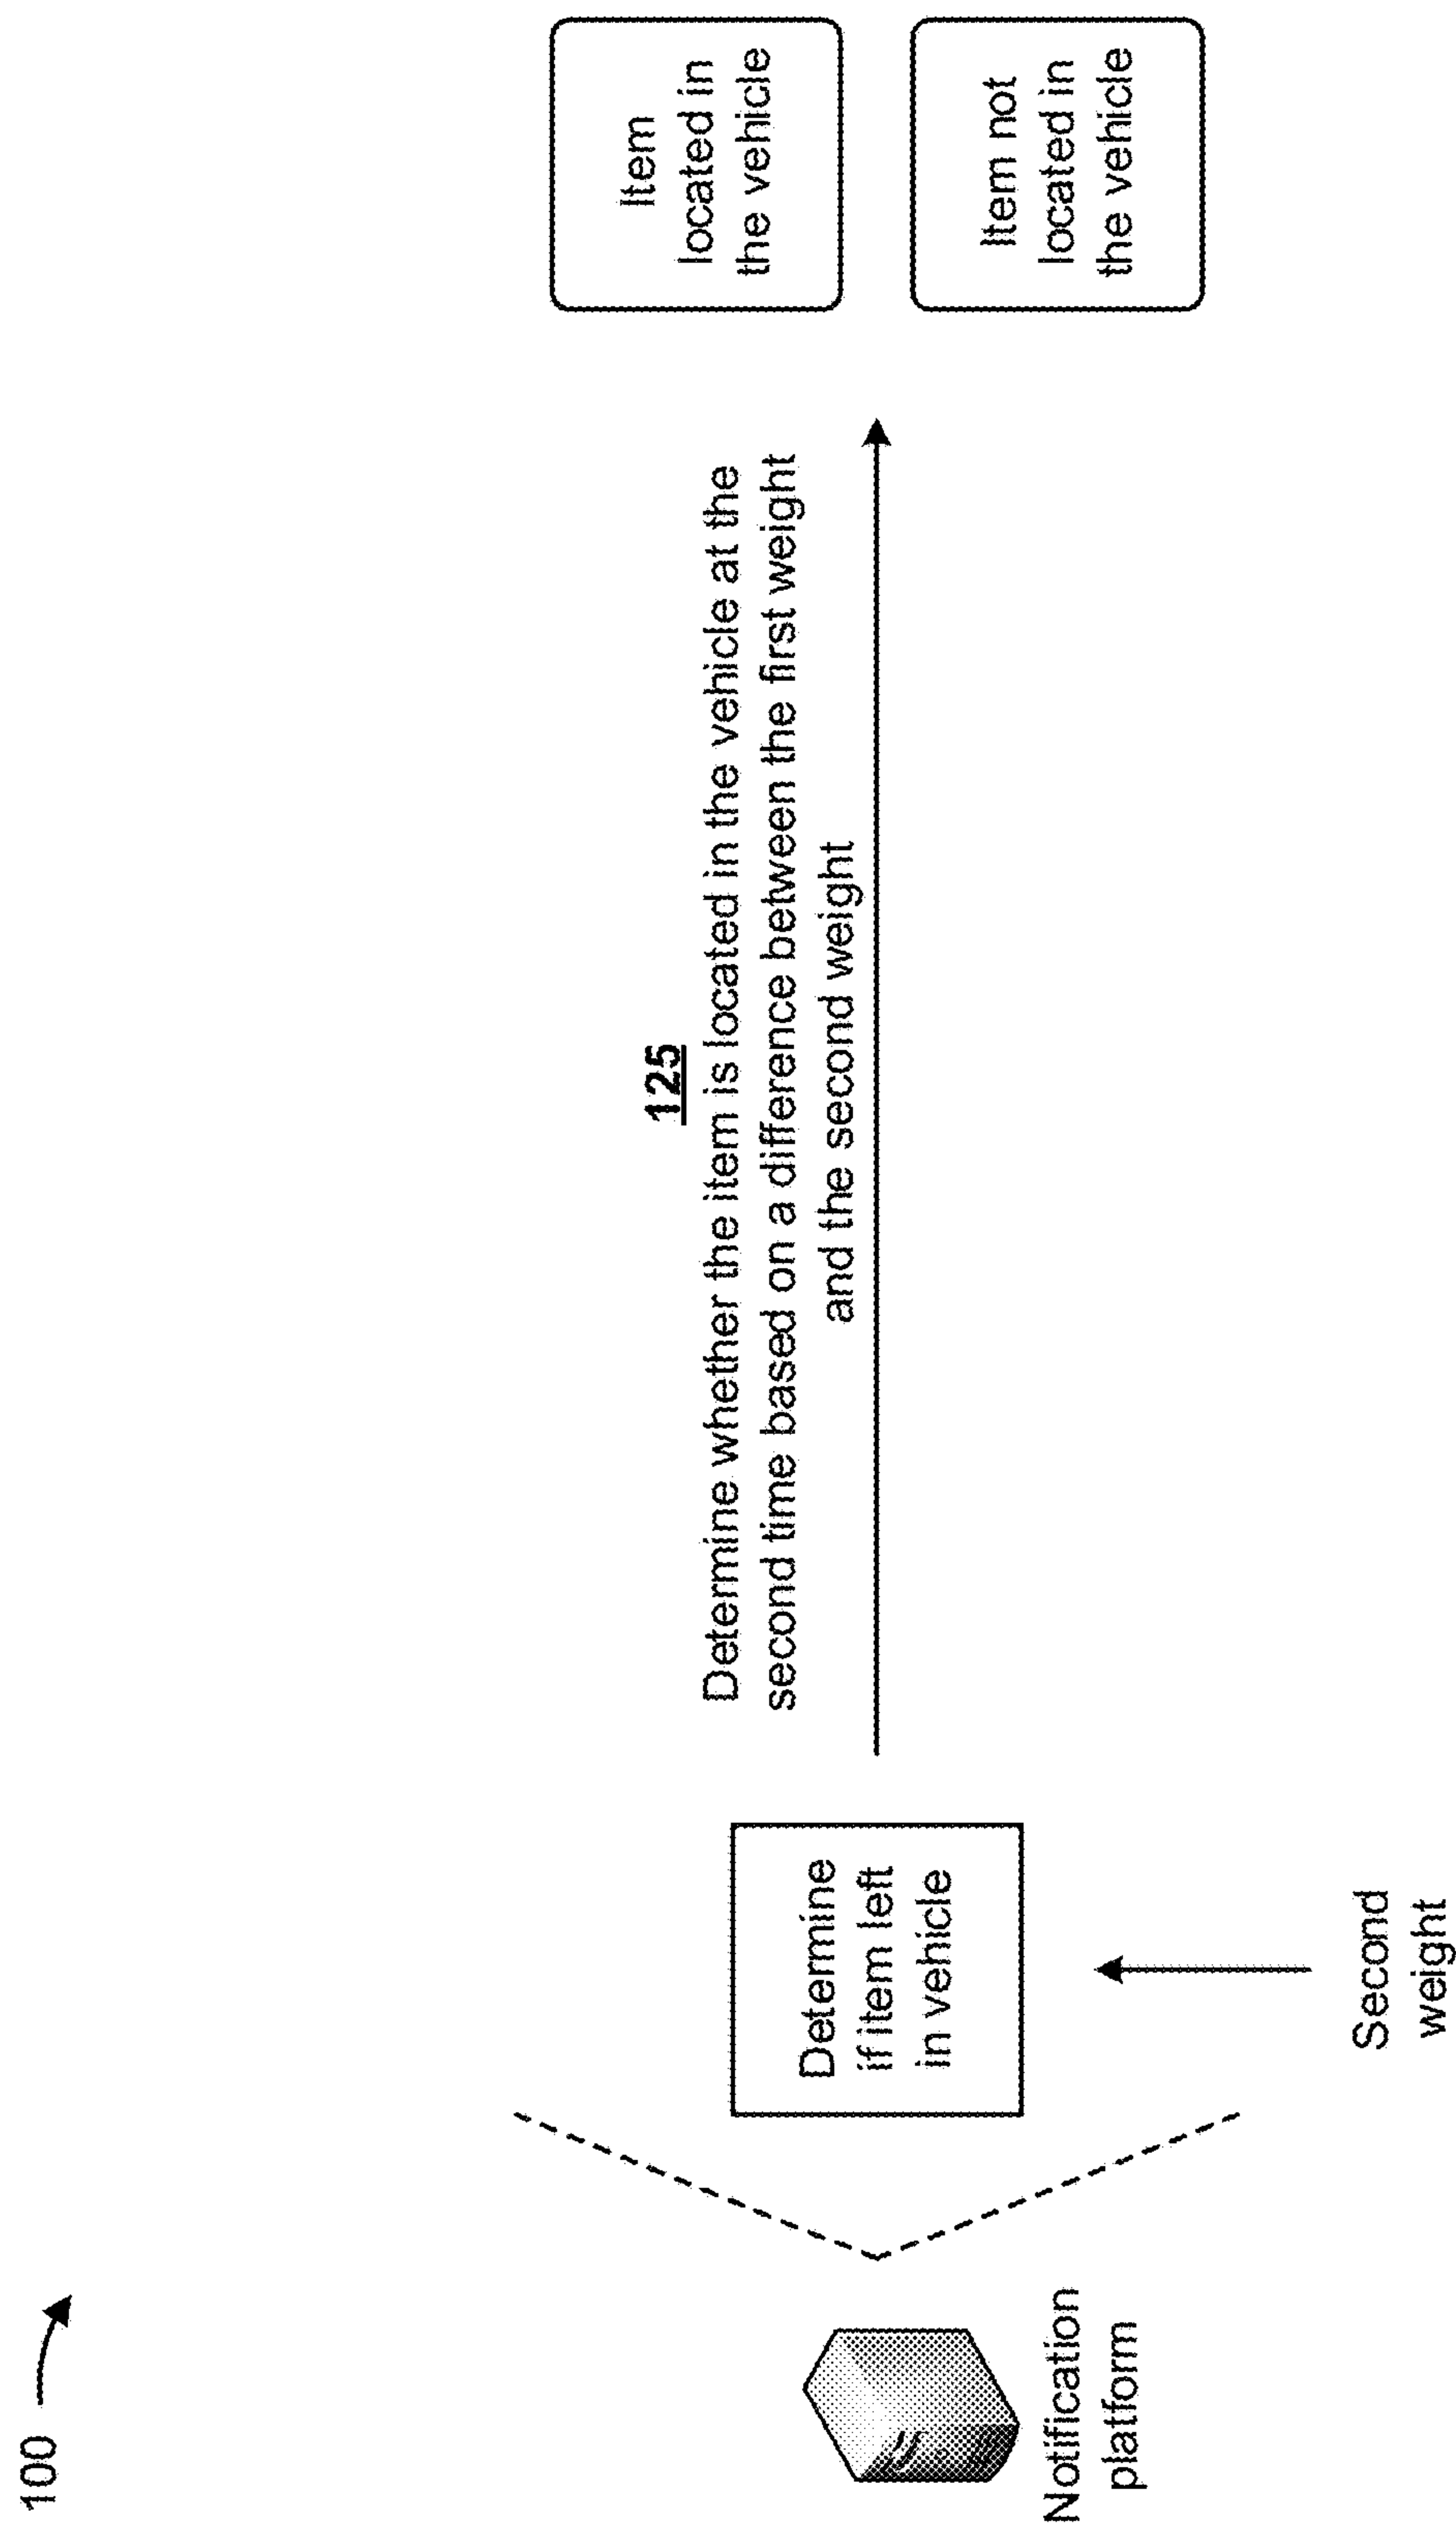 100
125
Determine whether the item is located in the vehicle at the
second time based on a difference between the first weight
and the second weight
Notification
platform
Determine
if item left
in vehicle
Second
weight
Item
located in
the vehicle
Item not
located in
the vehicle